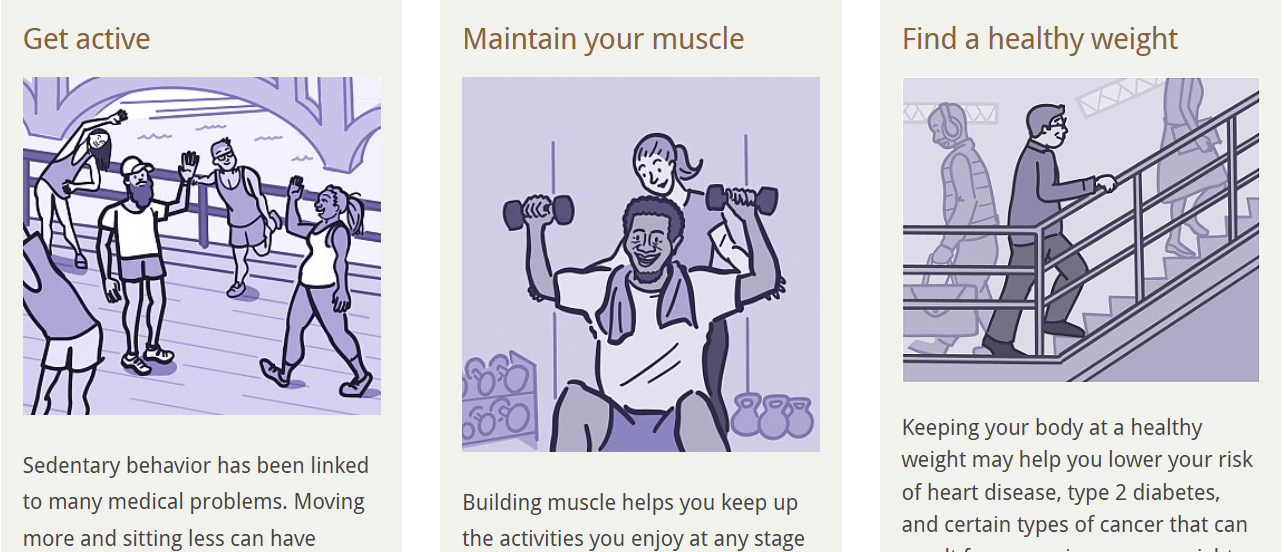 Get active
Sedentary behavior has been linked
to many medical problems. Moving
more and sitting less can have
Maintain your muscle
Building muscle helps you keep up
the activities you enjoy at any stage
Find a healthy weight
Keeping your body at a healthy
weight may help you lower your risk
of heart disease, type 2 diabetes,
and certain types of cancer that can